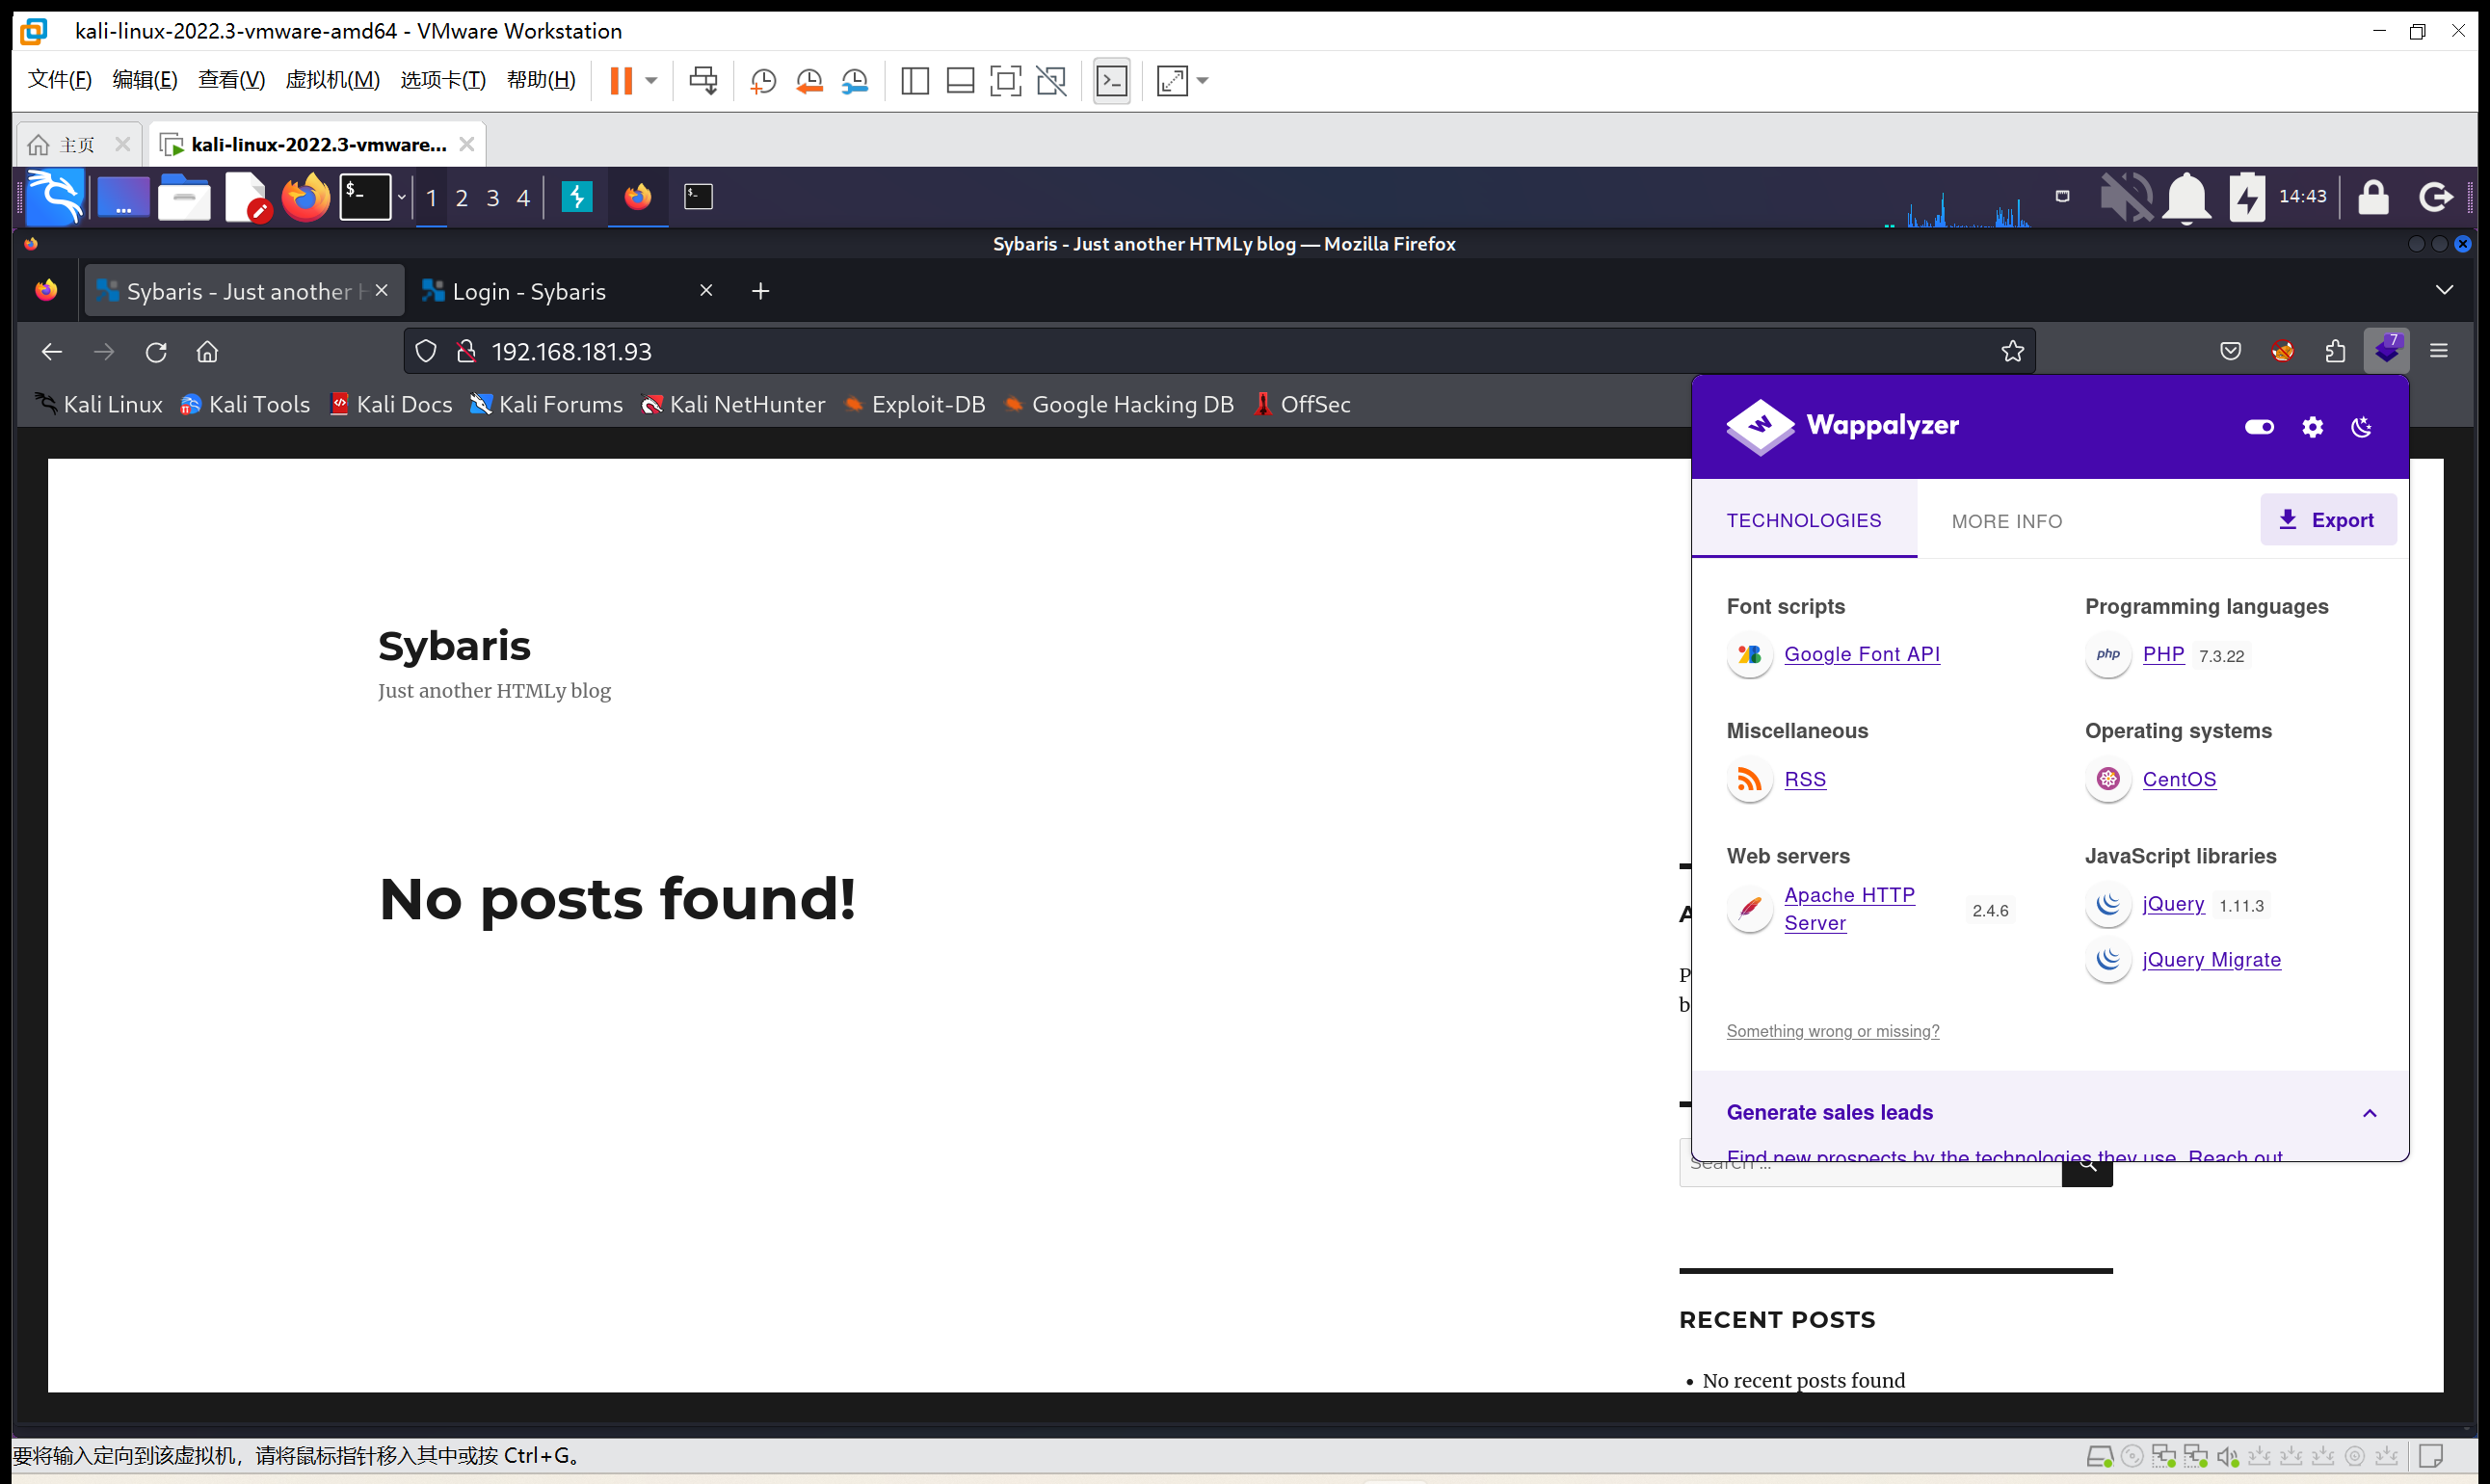 kali-linux-2022.3-vmware-amd64 - VMware Workstation
文件(F) 编辑(E) 查看(V) 虚拟机(M) 选项卡(T) 帮助(H)
主页 kali-linux-2022.3-vmware...
1 2 3 4 14:43
Sybaris - Just another HTMLy blog — Mozilla Firefox
Sybaris - Just another H Login - Sybaris
192.168.181.93 7
Kali Linux Kali Tools Kali Docs Kali Forums Kali NetHunter Exploit-DB Google Hacking DB OffSec
Wappalyzer
TECHNOLOGIES MORE INFO Export
Font scripts
Google Font API
Programming languages
php PHP 7.3.22
Miscellaneous
RSS
Operating systems
CentOS
Web servers
Apache HTTP Server 2.4.6
JavaScript libraries
jQuery 1.11.3
jQuery Migrate
Something wrong or missing?
Generate sales leads
Find new prospects by the technologies they use. Reach out
Sybaris
Just another HTMLy blog
No posts found!
A
P
b
Search ...
RECENT POSTS
No recent posts found
要将输入定向到该虚拟机，请将鼠标指针移入其中或按 Ctrl+G。